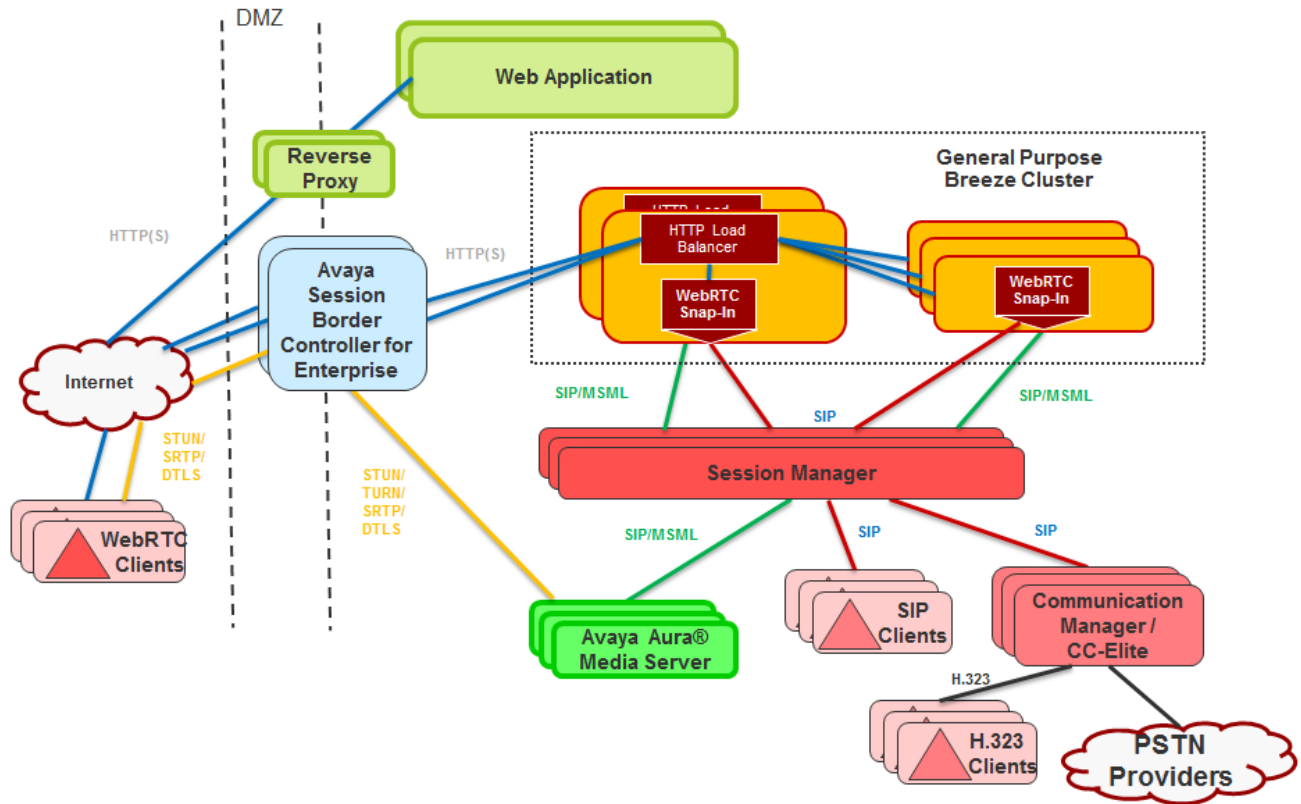 DMZ
Web Application
Reverse
Proxy
HTTP(S)
General Purpose
Breeze Cluster
HTTP Load
HTTP Load
Balancer
WebRTC
Snap-In
WebRTC
Snap-In
HTTP(S)
Avaya
Session
Border
Controller for
Enterprise
Internet
STUN/
SRTP/
DTLS
WebRTC
Clients
STUN/
TURN/
SRTP/
DTLS
SIP/MSML
SIP
SIP/MSML
Session Manager
SIP/MSML
SIP
SIP
Avaya Aura®
Media Server
SIP
Clients
Communication
Manager /
CC-Elite
H.323
H.323
Clients
PSTN
Providers